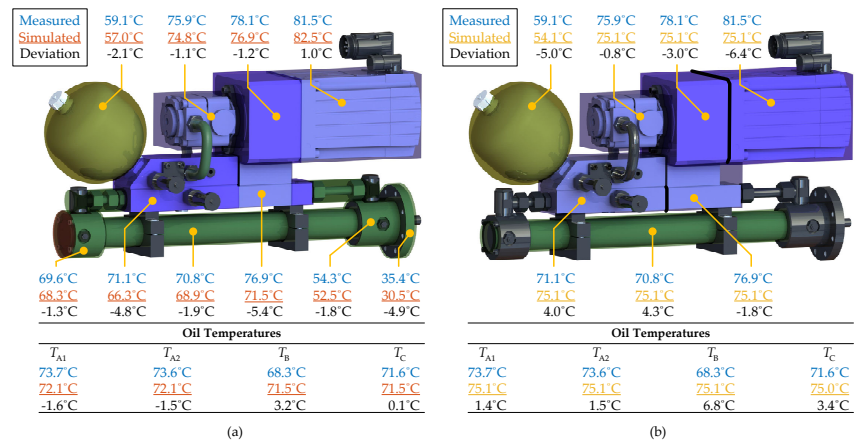 Measured 59.1°C 75.9°C 78.1°C 81.5°C
Simulated 57.0°C 74.8°C 76.9°C 82.5°C
Deviation -2.1°C -1.1°C -1.2°C 1.0°C
69.6°C 71.1°C 70.8°C 76.9°C 54.3°C 35.4°C
68.3°C 66.3°C 68.9°C 71.5°C 52.5°C 30.5°C
-1.3°C -4.8°C -1.9°C -5.4°C -1.8°C -4.9°C
Oil Temperatures
T_A1 T_A2 T_B T_C
73.7°C 73.6°C 68.3°C 71.6°C
72.1°C 72.1°C 71.5°C 71.5°C
-1.6°C -1.5°C 3.2°C 0.1°C
(a)
Measured 59.1°C 75.9°C 78.1°C 81.5°C
Simulated 54.1°C 75.1°C 75.1°C 75.1°C
Deviation -5.0°C -0.8°C -3.0°C -6.4°C
71.1°C 70.8°C 76.9°C
75.1°C 75.1°C 75.1°C
4.0°C 4.3°C -1.8°C
Oil Temperatures
T_A1 T_A2 T_B T_C
73.7°C 73.6°C 68.3°C 71.6°C
75.1°C 75.1°C 75.1°C 75.0°C
1.4°C 1.5°C 6.8°C 3.4°C
(b)